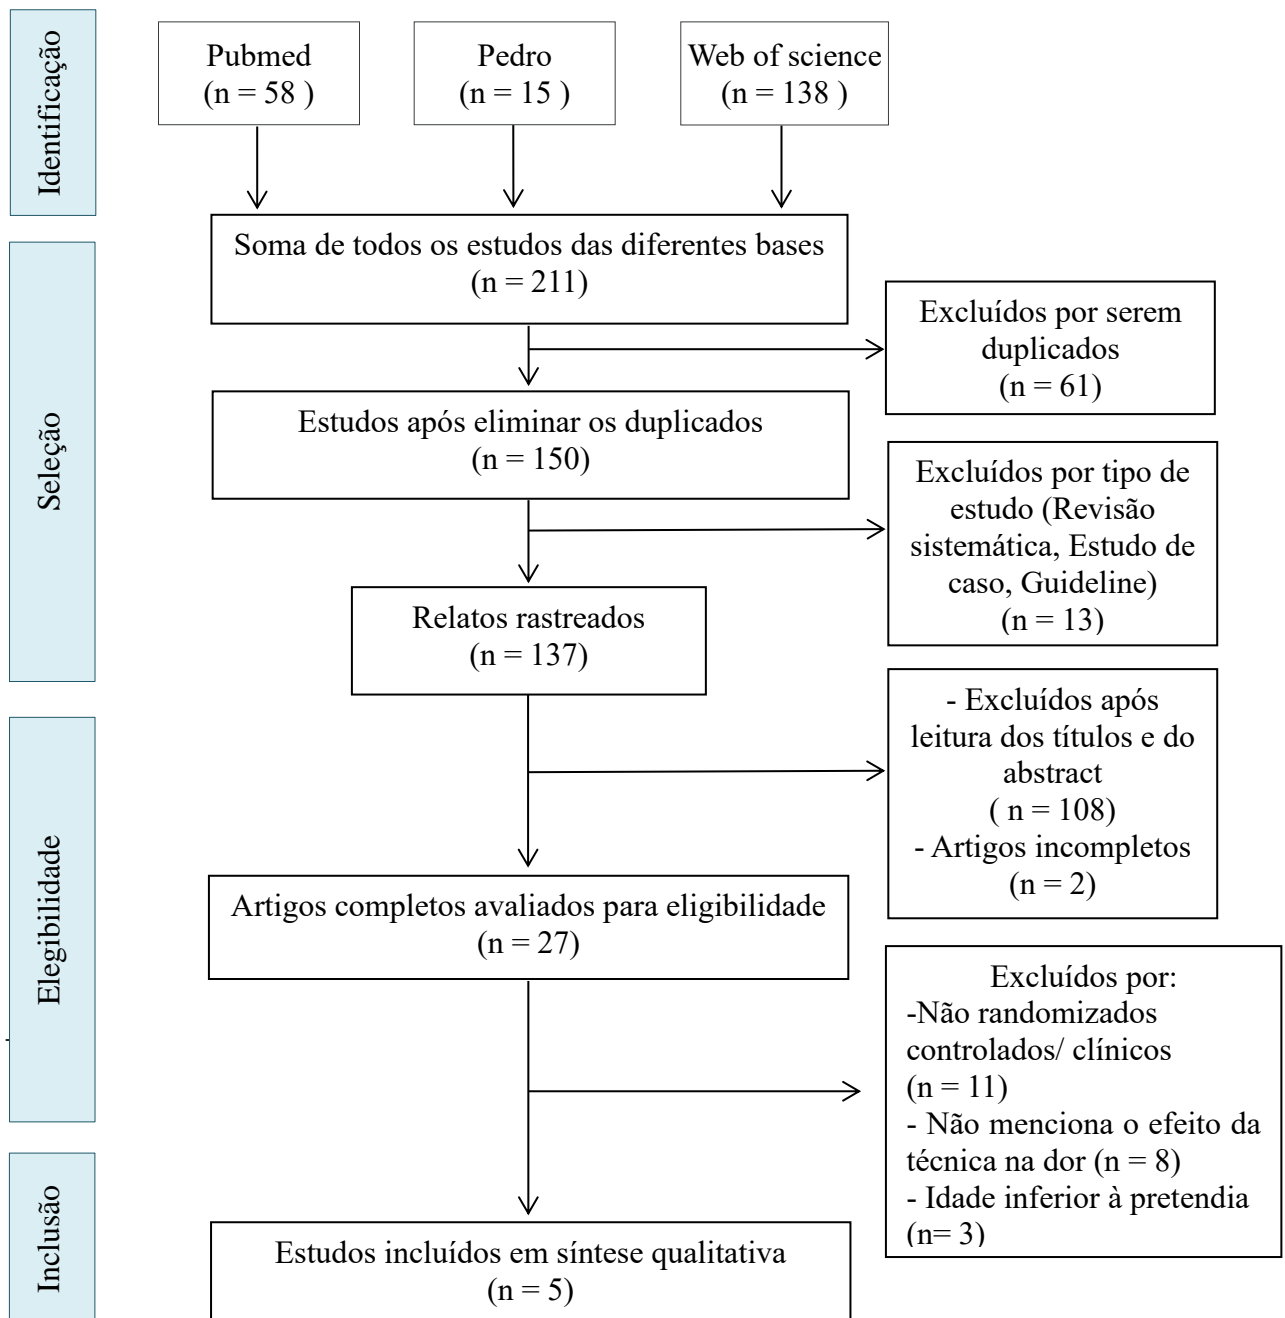 Identificação
Pubmed
(n = 58 )
Pedro
(n = 15 )
Web of science
(n = 138 )
Seleção
Soma de todos os estudos das diferentes bases
(n = 211)
Excluídos por serem
duplicados
(n = 61)
Estudos após eliminar os duplicados
(n = 150)
Excluídos por tipo de
estudo (Revisão
sistemática, Estudo de
caso, Guideline)
(n = 13)
Relatos rastreados
(n = 137)
Elegibilidade
- Excluídos após
leitura dos títulos e do
abstract
( n = 108)
- Artigos incompletos
(n = 2)
Artigos completos avaliados para eligibilidade
(n = 27)
Excluídos por:
-Não randomizados
controlados/ clínicos
(n = 11)
- Não menciona o efeito da
técnica na dor (n = 8)
- Idade inferior à pretendia
(n= 3)
Inclusão
Estudos incluídos em síntese qualitativa
(n = 5)